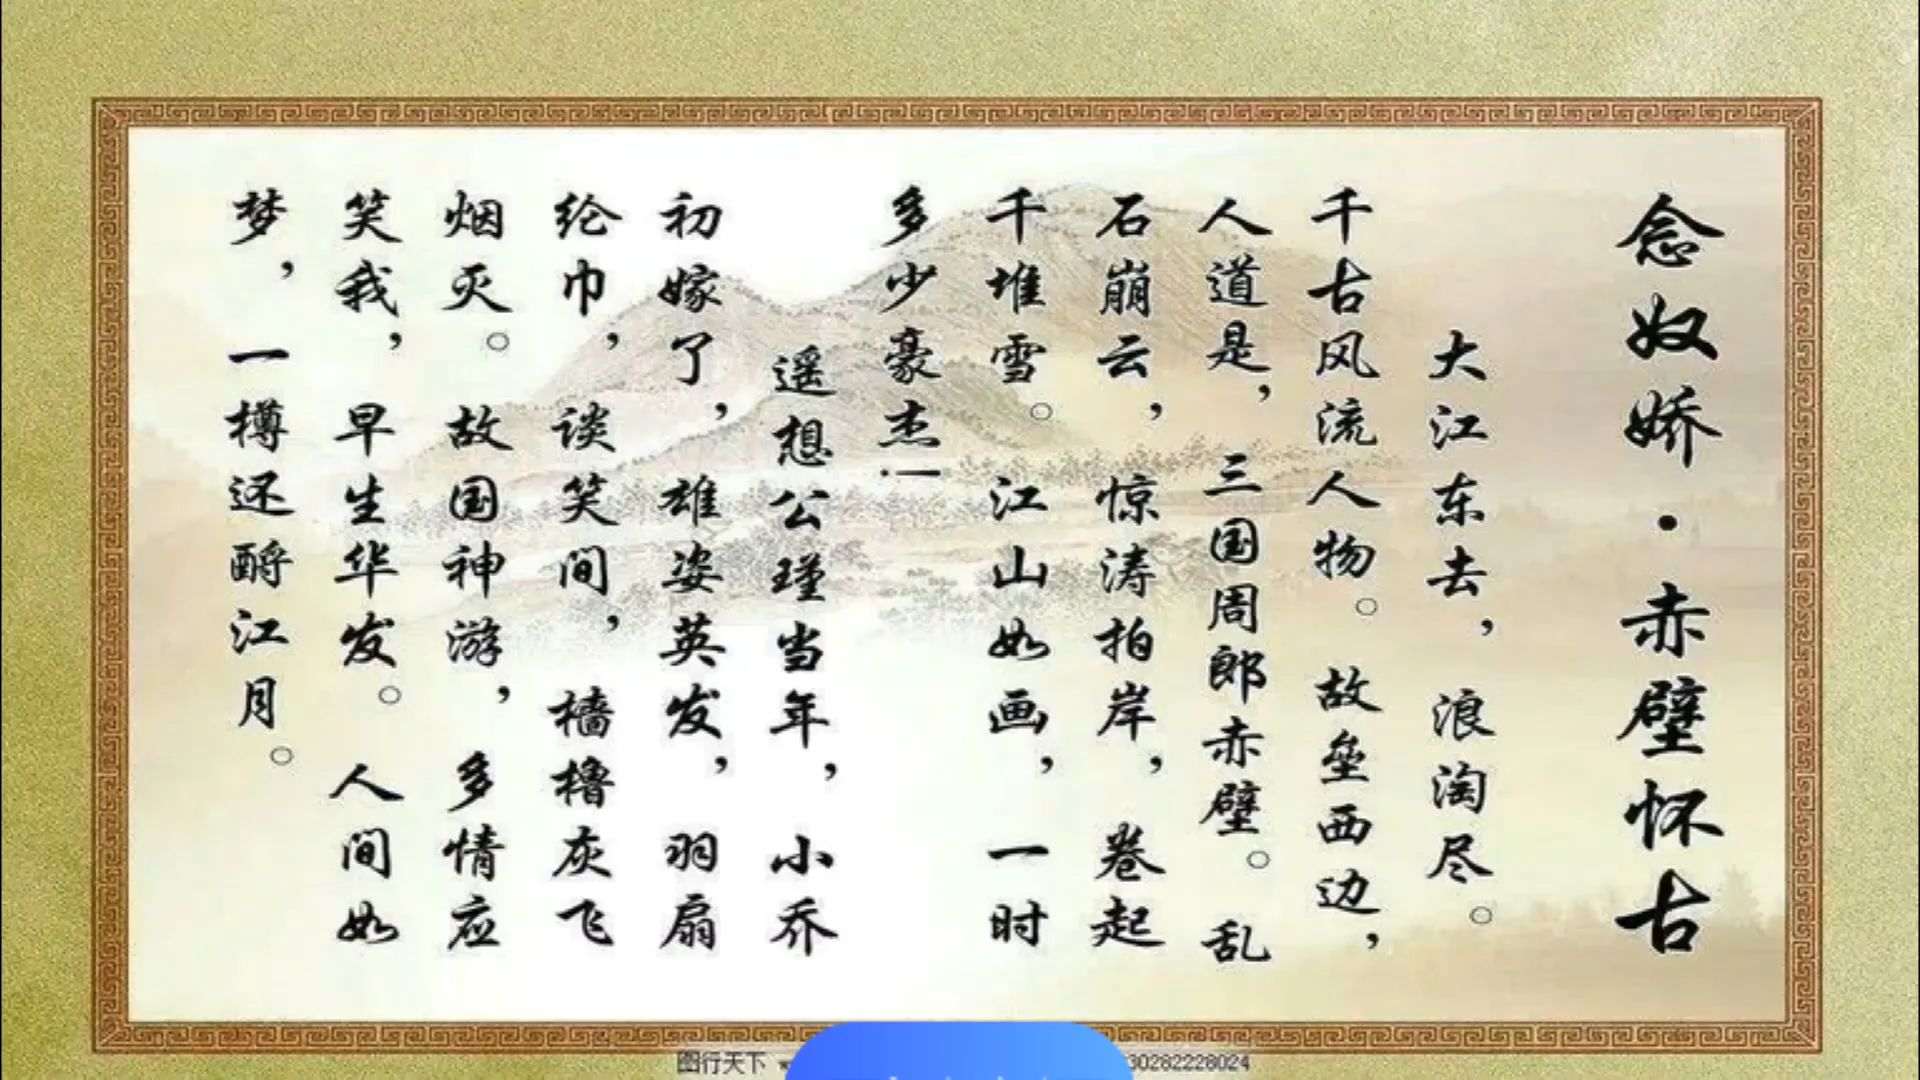 念奴娇·赤壁怀古
大江东去，浪淘尽。
千古风流人物。故垒西边，
人道是，三国周郎赤壁。乱
石崩云，惊涛拍岸，卷起
千堆雪。江山如画，一时
多少豪杰！
遥想公瑾当年，小乔
初嫁了，雄姿英发，羽扇
纶巾，谈笑间，樯橹灰飞
烟灭。故国神游，多情应
笑我，早生华发。人间如
梦，一樽还酹江月。
图行天下
30282228024